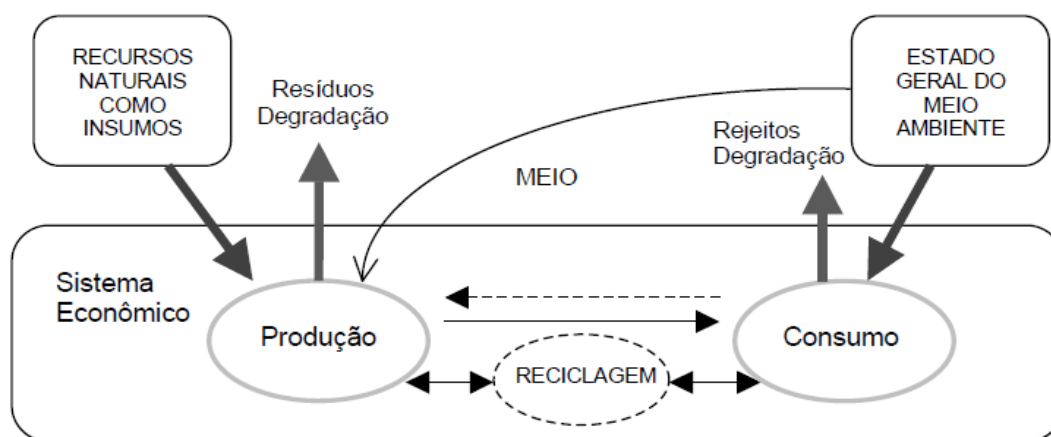 RECURSOS
NATURAIS
COMO
INSUMOS
Resíduos
Degradação
MEIO
Rejeitos
Degradação
ESTADO
GERAL DO
MEIO
AMBIENTE
Sistema
Econômico
Produção
RECICLAGEM
Consumo